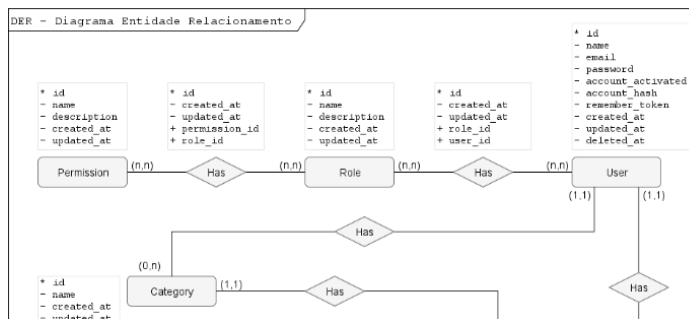 DER - Diagrama Entidade Relacionamento
* id
- name
- email
- password
- account_activated
- account_hash
- remember_token
- created_at
- updated_at
- deleted_at
* id
- name
- description
- created_at
- updated_at
* id
- created_at
- updated_at
+ permission_id
+ role_id
* id
- name
- description
- created_at
- updated_at
* id
- created_at
- updated_at
+ role_id
+ user_id
Permission
(n,n)
Has
(n,n)
Role
(n,n)
Has
(n,n)
User
(1,1)
(1,1)
Has
(0,n)
* id
- name
- created_at
- updated_at
Category
(1,1)
Has
Has